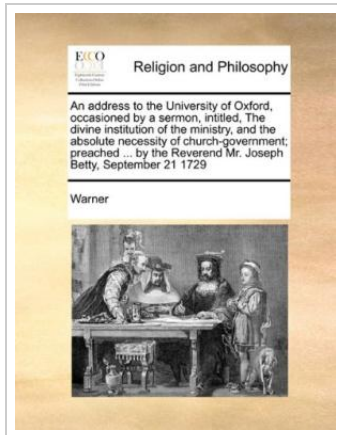 ECCO
Religion and Philosophy
An address to the University of Oxford,
occasioned by a sermon, intitled, The
divine institution of the ministry, and the
absolute necessity of church-government;
preached ... by the Reverend Mr. Joseph
Betty, September 21 1729
Warner